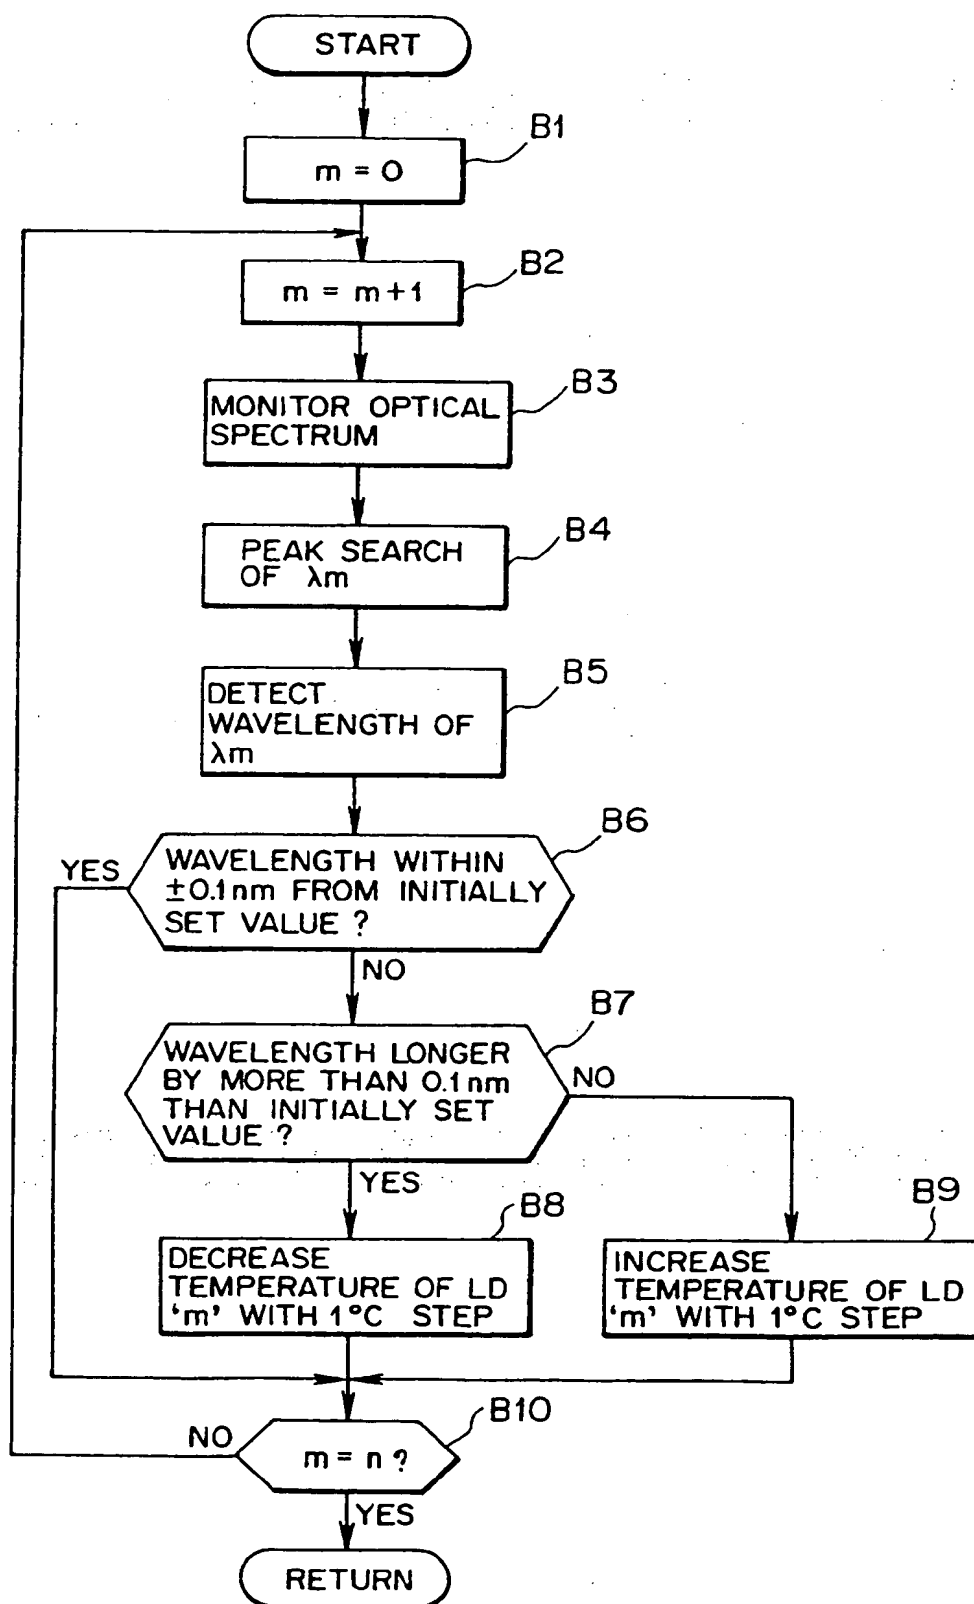 START
B1
m = 0
B2
m = m+1
B3
MONITOR OPTICAL
SPECTRUM
B4
PEAK SEARCH
OF λm
B5
DETECT
WAVELENGTH OF
λm
B6
YES
WAVELENGTH WITHIN
±0.1nm FROM INITIALLY
SET VALUE ?
NO
B7
WAVELENGTH LONGER
BY MORE THAN 0.1nm
THAN INITIALLY SET
VALUE ?
NO
YES
B8
DECREASE
TEMPERATURE OF LD
‘m’ WITH 1°C STEP
B9
INCREASE
TEMPERATURE OF LD
‘m’ WITH 1°C STEP
B10
NO
m = n ?
YES
RETURN